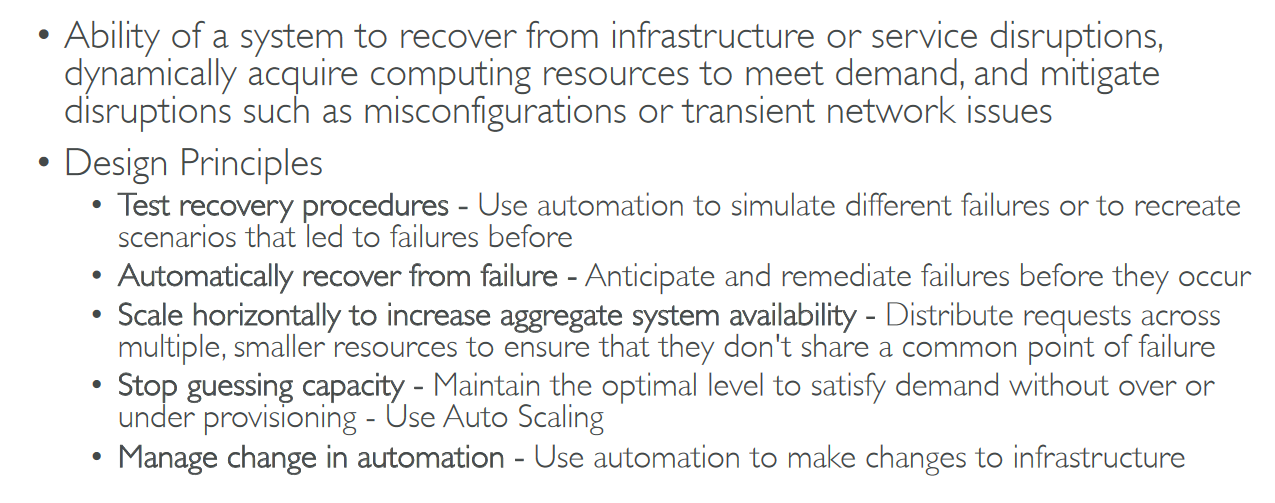 • Ability of a system to recover from infrastructure or service disruptions,
dynamically acquire computing resources to meet demand, and mitigate
disruptions such as misconfigurations or transient network issues
• Design Principles
• Test recovery procedures - Use automation to simulate different failures or to recreate
scenarios that led to failures before
• Automatically recover from failure - Anticipate and remediate failures before they occur
• Scale horizontally to increase aggregate system availability - Distribute requests across
multiple, smaller resources to ensure that they don't share a common point of failure
• Stop guessing capacity - Maintain the optimal level to satisfy demand without over or
under provisioning - Use Auto Scaling
• Manage change in automation - Use automation to make changes to infrastructure